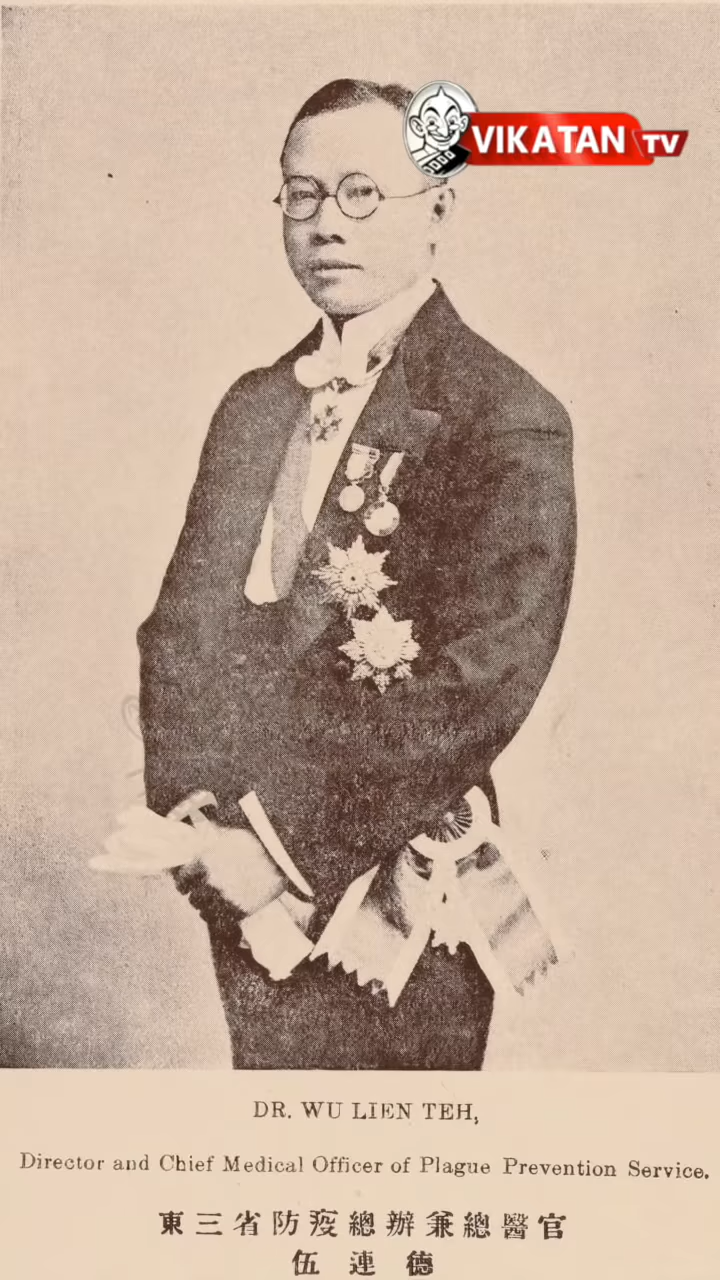 VIKATAN TV
DR. WU LIEN TEH,
Director and Chief Medical Officer of Plague Prevention Service.
東三省防疫總辦兼總醫官
伍連德